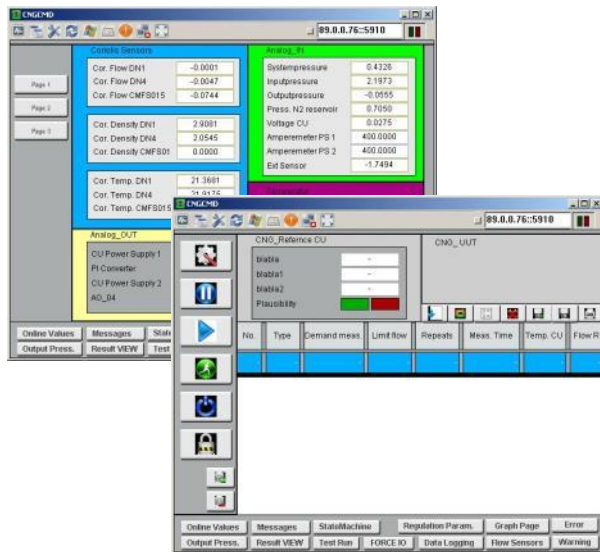 CNGCMD
89.0.0.76::5910
Page 1
Page 2
Page 3
Coriolis Sensors
Cor. Flow DN1 -0.0001
Cor. Flow DN4 -0.0047
Cor. Flow CMFS015 -0.0744
Cor. Density DN1 2.9081
Cor. Density DN4 2.0545
Cor. Density CMFS01 0.0000
Cor. Temp. DN1 21.3681
Cor. Temp. DN4 21.9175
Cor. Temp. CMFS015
Analog_IN
Systempressure 0.4326
Inputpressure 2.1973
Outputpressure -0.0555
Press. N2 reservoir 0.7050
Voltage CU 0.0275
Amperemeter PS 1 400.0000
Amperemeter PS 2 400.0000
Ext Sensor -1.7494
Analog_OUT
CU Power Supply 1
PI Converter
CU Power Supply 2
AO_04
Online Values Messages State
Output Press. Result VIEW Test
CNGCMD
89.0.0.76::5910
CNG_Refernce CU
blabla -
blabla1 -
blabla2 -
Plausibility
CNG_UUT
No. Type Demand meas. Limit flow Repeats Meas. Time Temp. CU Flow R
Online Values Messages StateMachine Regulation Param. Graph Page Error
Output Press. Result VIEW Test Run FORCE IO Data Logging Flow Sensors Warning